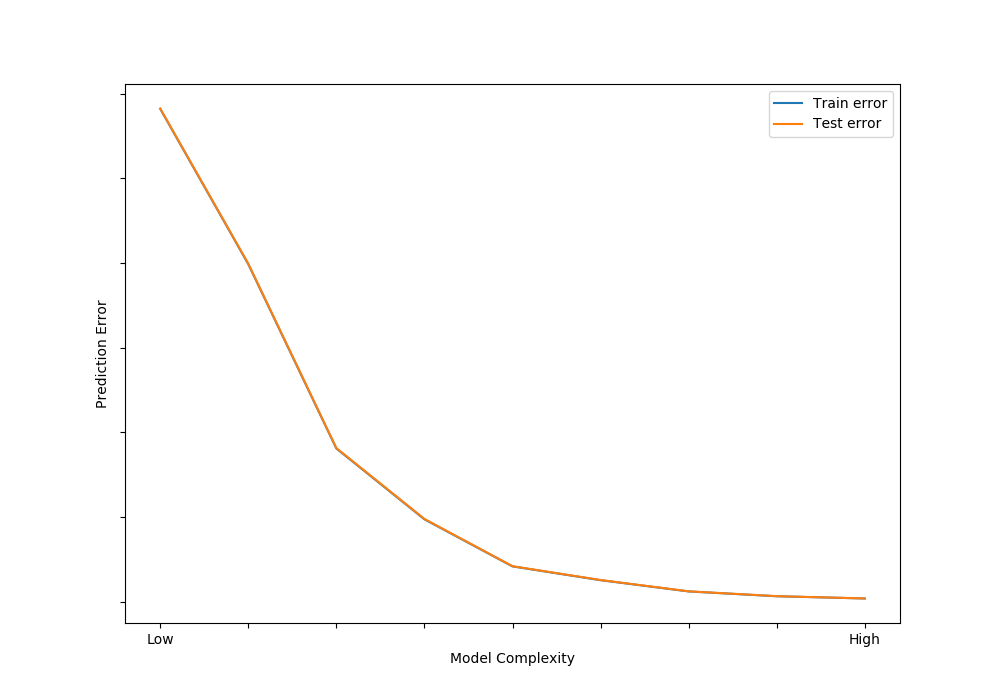 Train error
Test error
Prediction Error
Low
High
Model Complexity